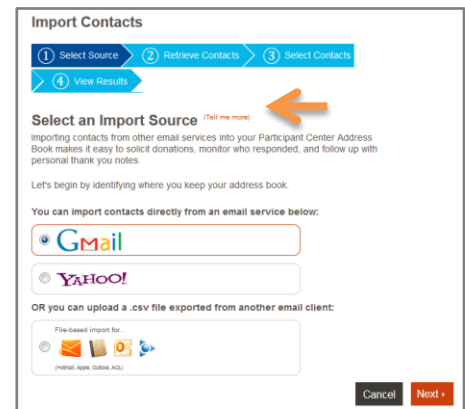 Import Contacts
1 Select Source 2 Retrieve Contacts 3 Select Contacts
4 View Results
Select an Import Source (Tell me more)
Importing contacts from other email services into your Participant Center Address
Book makes it easy to solicit donations, monitor who responded, and follow up with
personal thank you notes.
Let's begin by identifying where you keep your address book.
You can import contacts directly from an email service below:
Gmail
YAHOO!
OR you can upload a .csv file exported from another email client:
File-based import for...
(Hotmail, Apple, Outlook, AOL)
Cancel Next